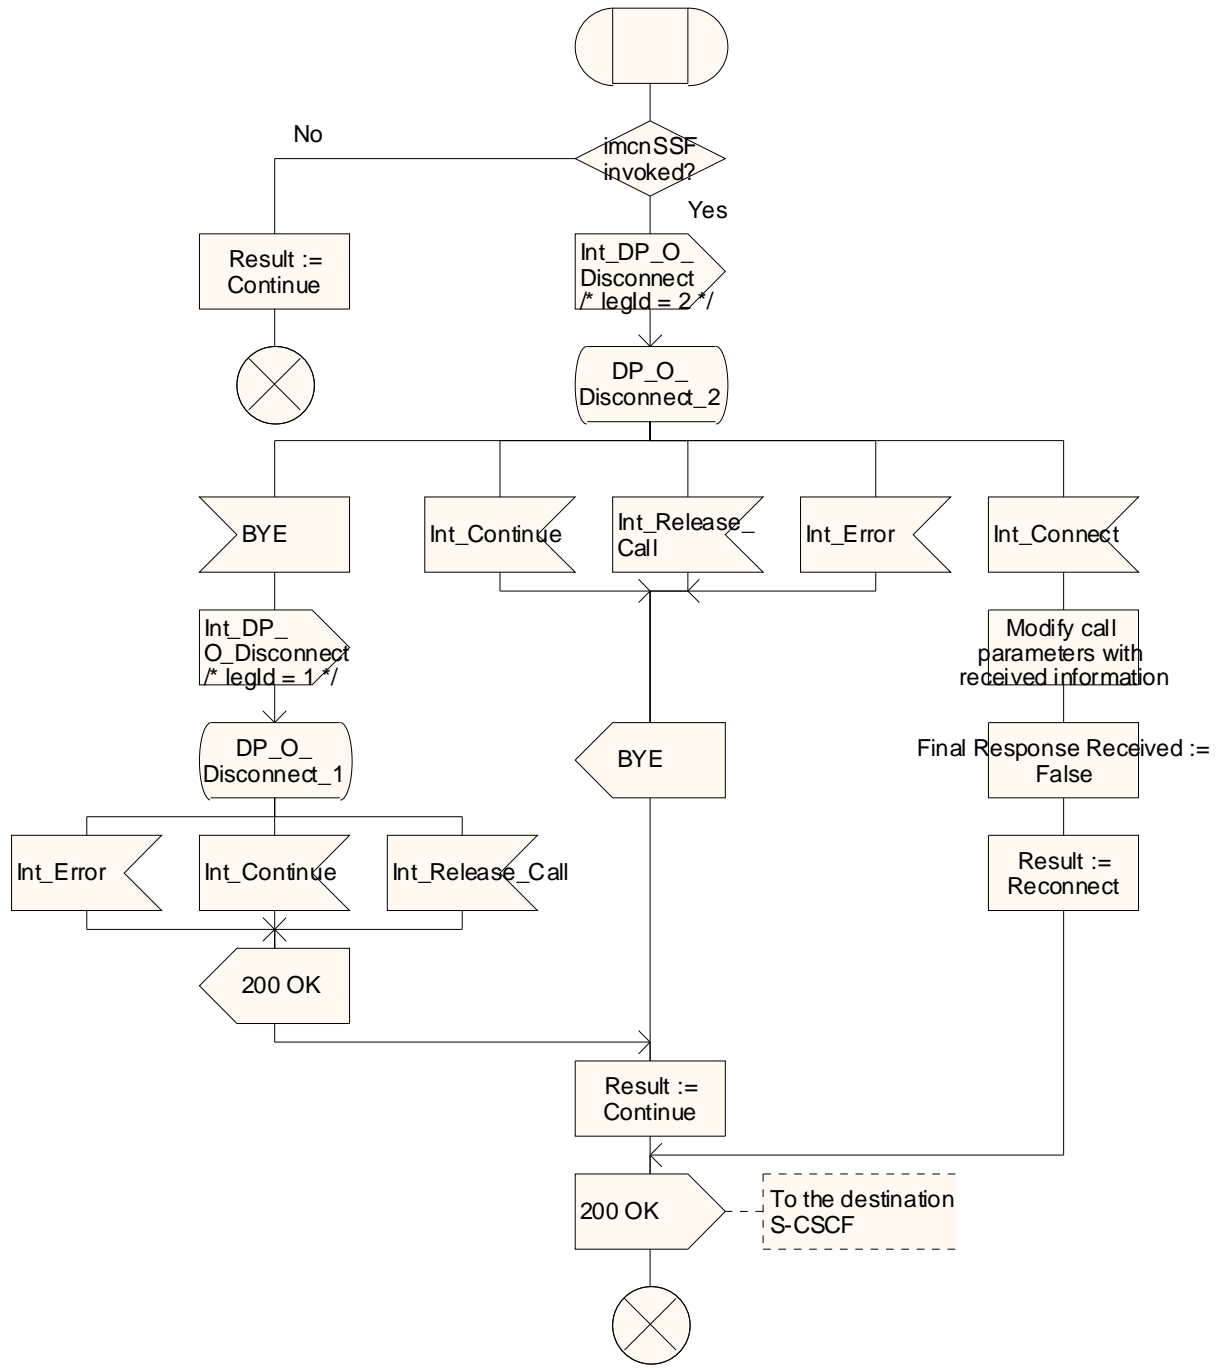 No
imcnSSF
invoked?
Yes
Result :=
Continue
Int_DP_O_
Disconnect
/* legId = 2 */
DP_O_
Disconnect_2
BYE
Int_Continue
Int_Release_
Call
Int_Error
Int_Connect
Int_DP_
O_Disconnect
/* legId = 1 */
Modify call
parameters with
received information
DP_O_
Disconnect_1
BYE
Final Response Received :=
False
Int_Error
Int_Continue
Int_Release_Call
Result :=
Reconnect
200 OK
Result :=
Continue
200 OK
To the destination
S-CSCF